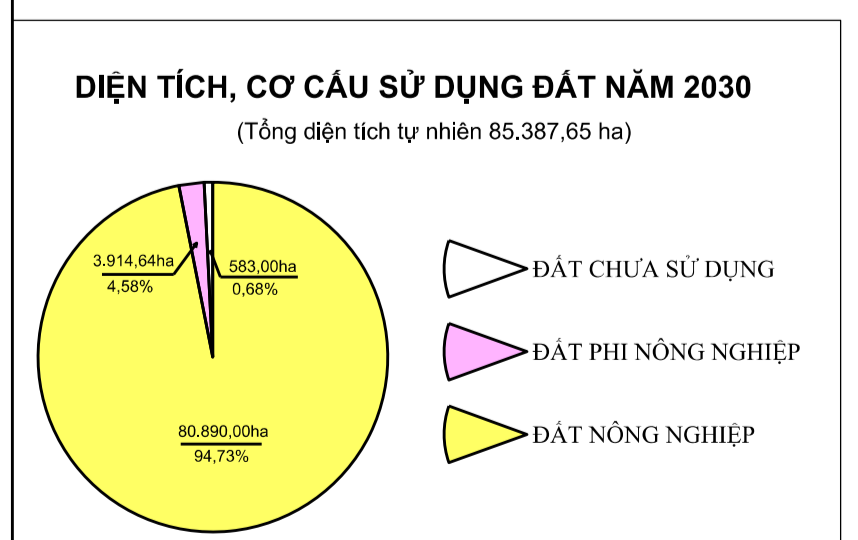 DIỆN TÍCH, CƠ CẤU SỬ DỤNG ĐẤT NĂM 2030
(Tổng diện tích tự nhiên 85.387,65 ha)
3.914,64ha
4,58%
583,00ha
0,68%
80.890,00ha
94,73%
ĐẤT CHƯA SỬ DỤNG
ĐẤT PHI NÔNG NGHIỆP
ĐẤT NÔNG NGHIỆP